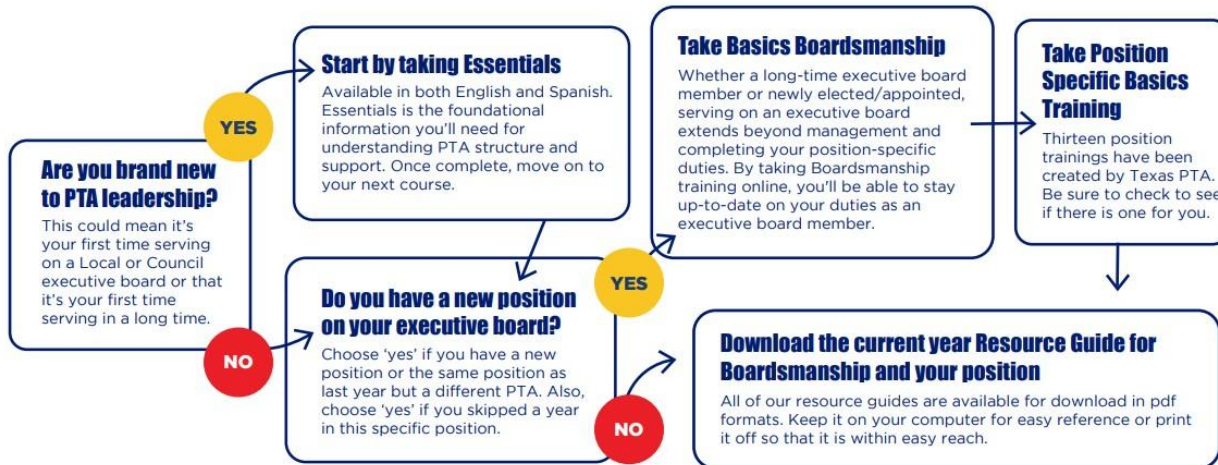 Are you brand new
to PTA leadership?
This could mean it's
your first time serving
on a Local or Council
executive board or that
it's your first time
serving in a long time.
YES
NO
Start by taking Essentials
Available in both English and Spanish.
Essentials is the foundational
information you'll need for
understanding PTA structure and
support. Once complete, move on to
your next course.
Do you have a new position
on your executive board?
Choose ‘yes’ if you have a new
position or the same position as
last year but a different PTA. Also,
choose ‘yes’ if you skipped a year
in this specific position.
YES
NO
Take Basics Boardsmanship
Whether a long-time executive board
member or newly elected/appointed,
serving on an executive board
extends beyond management and
completing your position-specific
duties. By taking Boardsmanship
training online, you'll be able to stay
up-to-date on your duties as an
executive board member.
Take Position
Specific Basics
Training
Thirteen position
trainings have been
created by Texas PTA.
Be sure to check to see
if there is one for you.
Download the current year Resource Guide for
Boardsmanship and your position
All of our resource guides are available for download in pdf
formats. Keep it on your computer for easy reference or print
it off so that it is within easy reach.